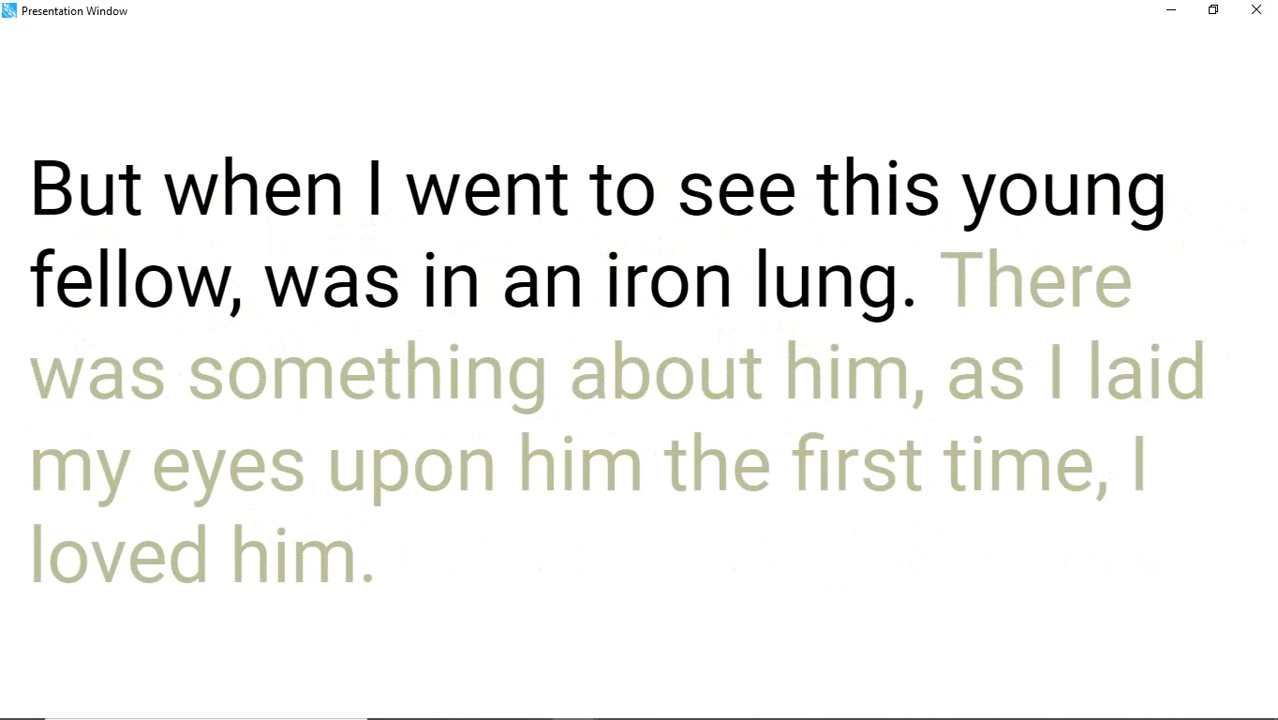 Presentation Window
But when I went to see this young
fellow, was in an iron lung. There
was something about him, as I laid
my eyes upon him the first time, I
loved him.